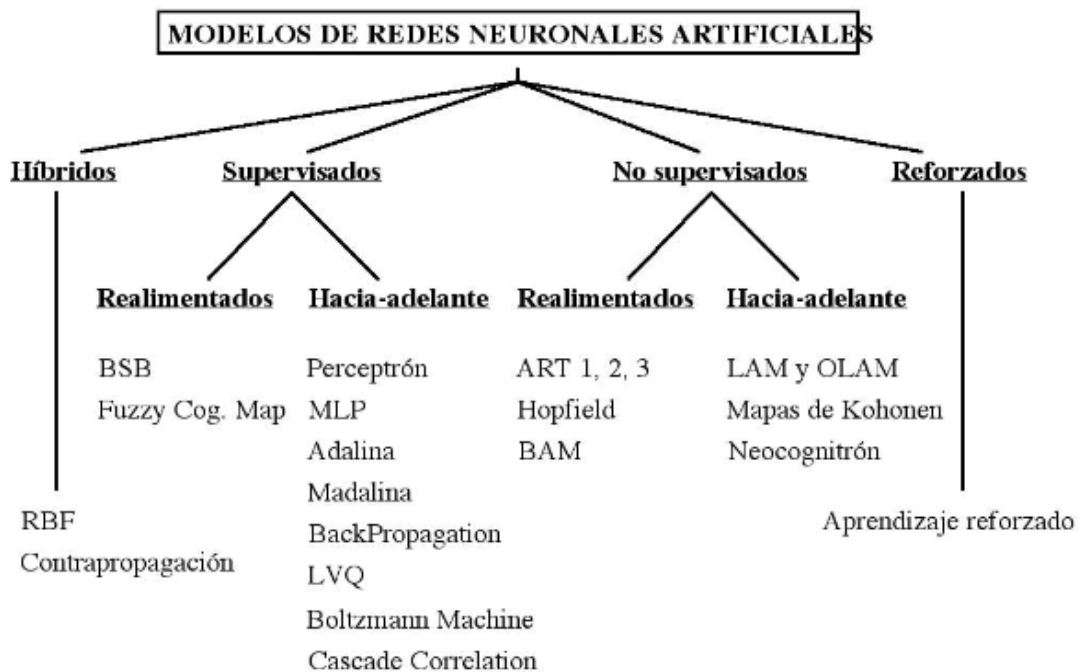 MODELOS DE REDES NEURONALES ARTIFICIALES
Híbridos
Supervisados
No supervisados
Reforzados
Realimentados
Hacia-adelante
Realimentados
Hacia-adelante
BSB
Fuzzy Cog. Map
Perceptrón
MLP
Adalina
Madalina
BackPropagation
LVQ
Boltzmann Machine
Cascade Correlation
ART 1, 2, 3
Hopfield
BAM
LAM y OLAM
Mapas de Kohonen
Neocognitrón
RBF
Contrapropagación
Aprendizaje reforzado